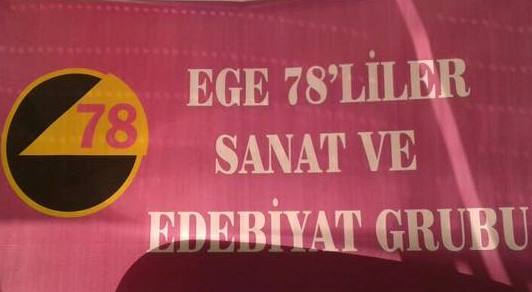 78
EGE 78'LİLER
SANAT VE
EDEBİYAT GRUBU